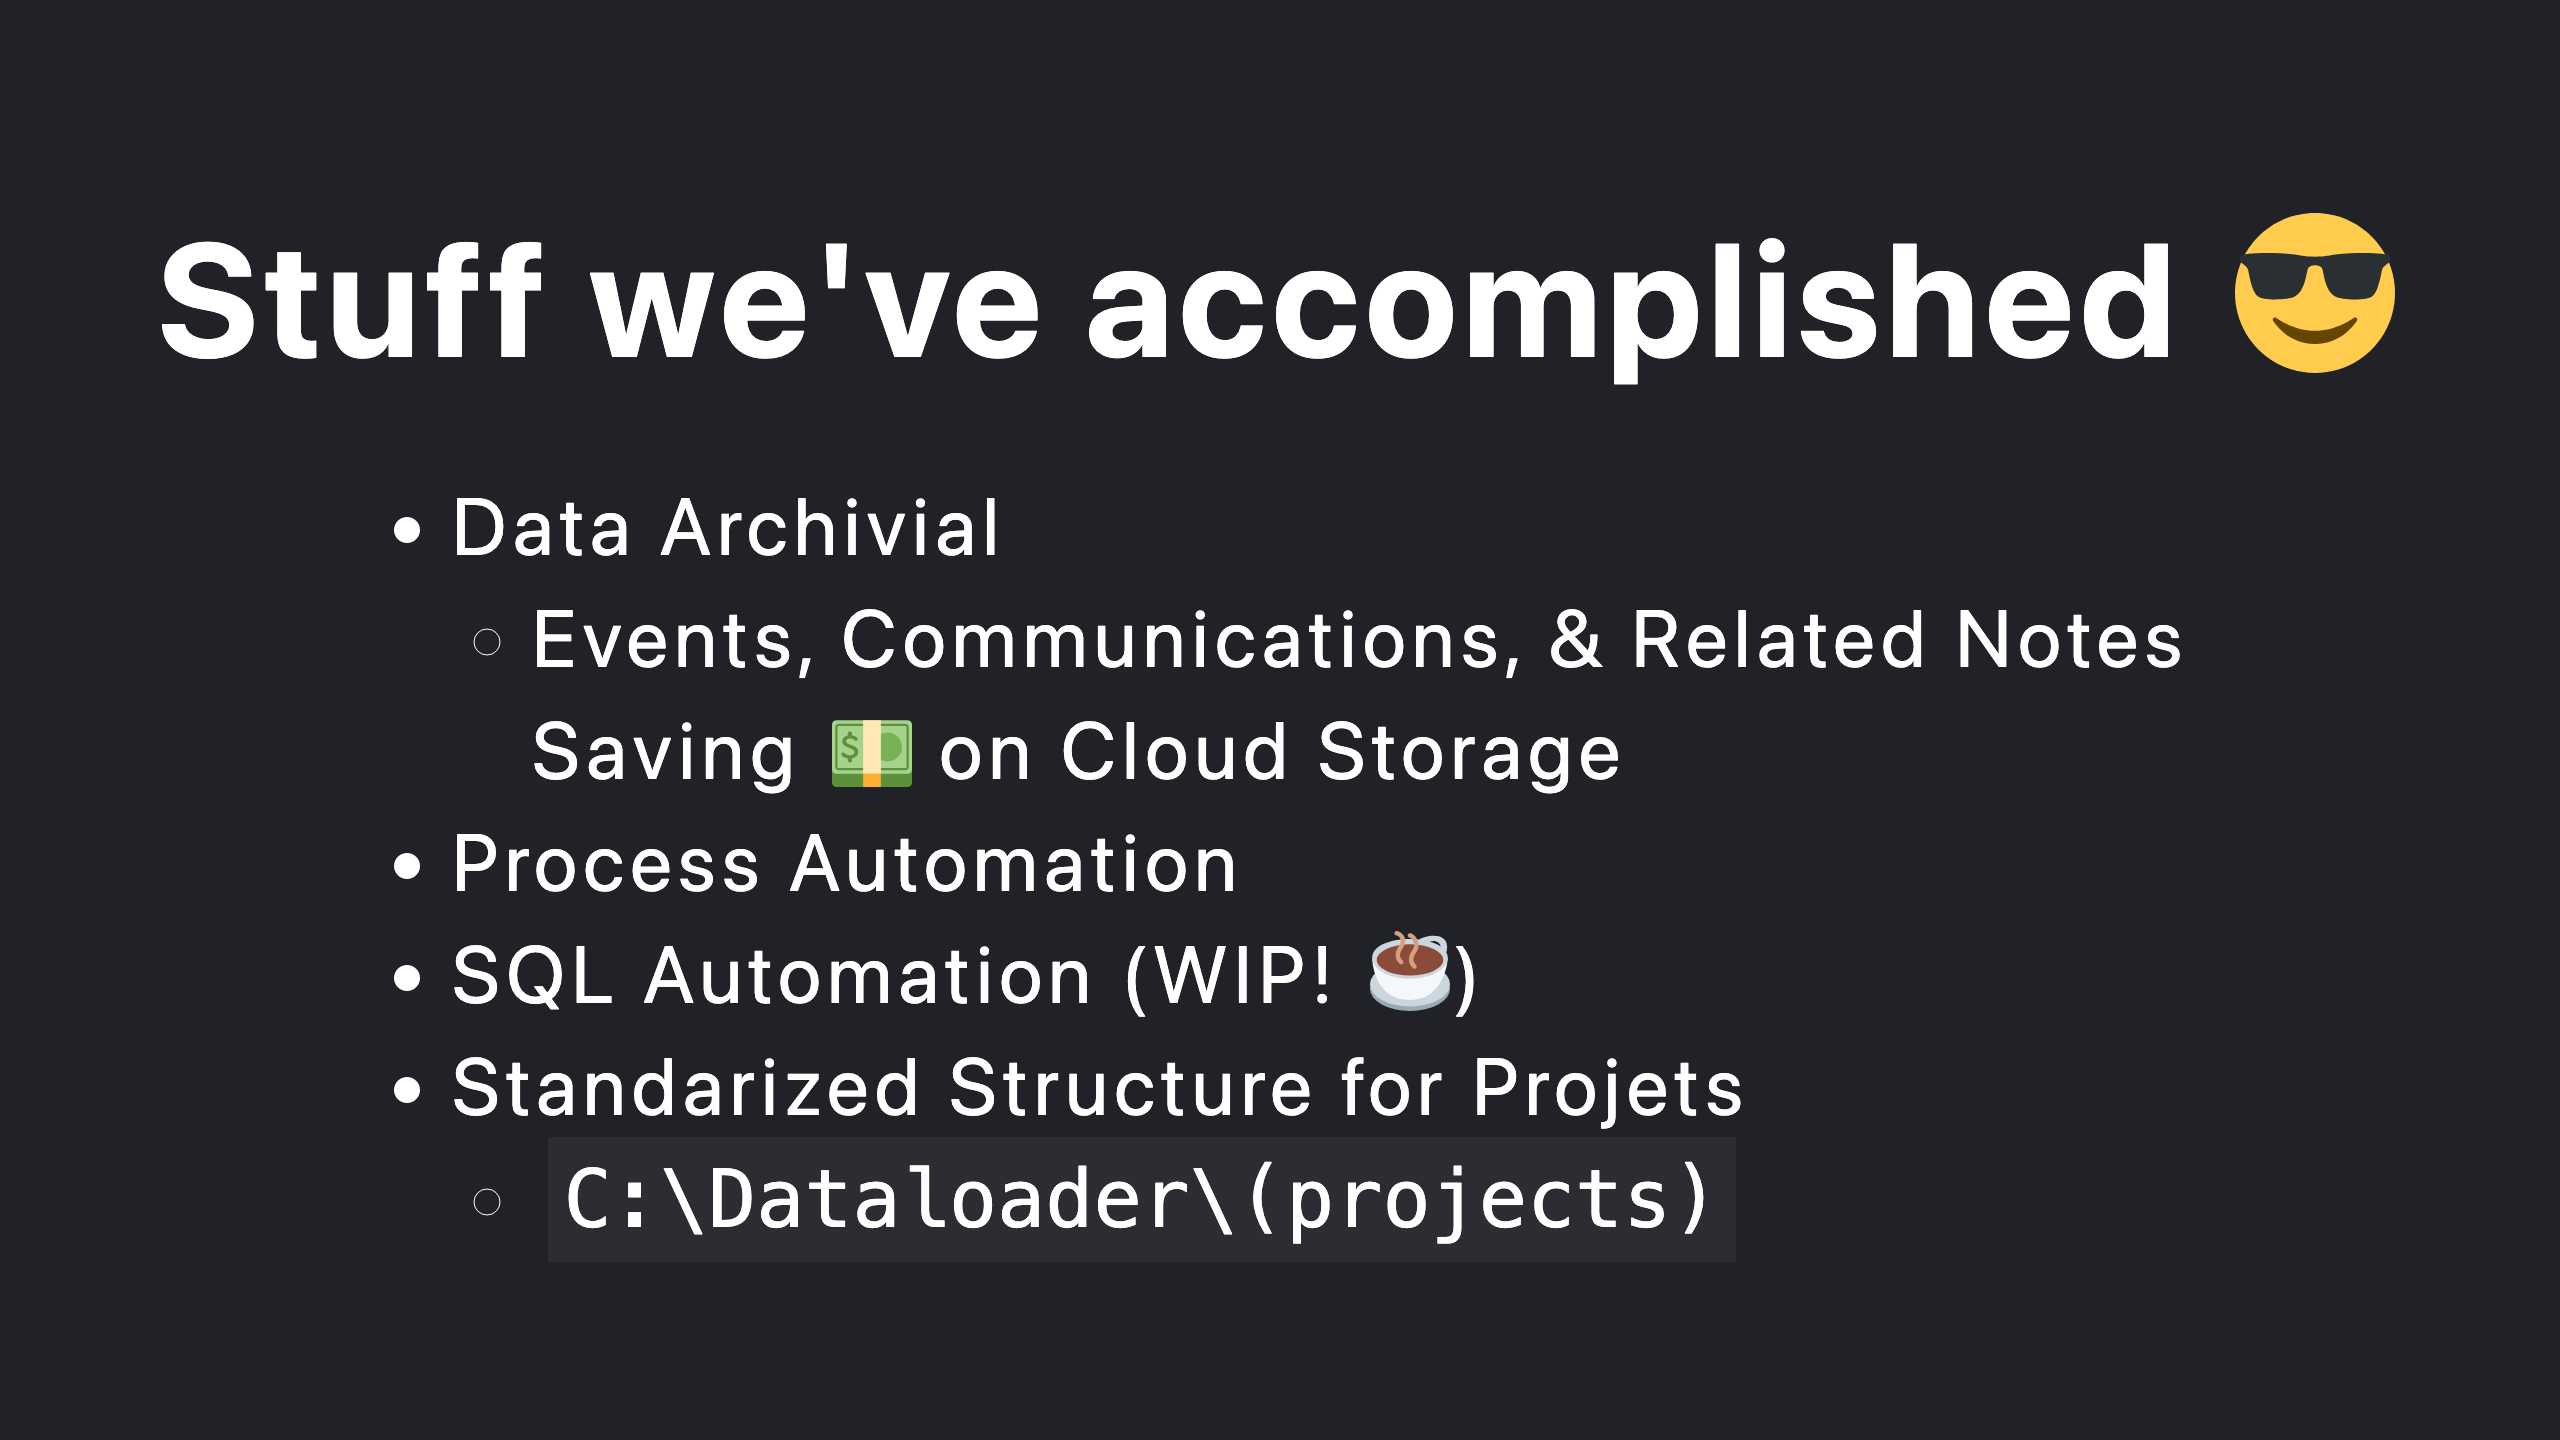 Stuff we've accomplished 😎
• Data Archivial
◦ Events, Communications, & Related Notes
Saving 💵 on Cloud Storage
• Process Automation
• SQL Automation (WIP! ☕)
• Standarized Structure for Projets
◦ C:\Dataloader\(projects)